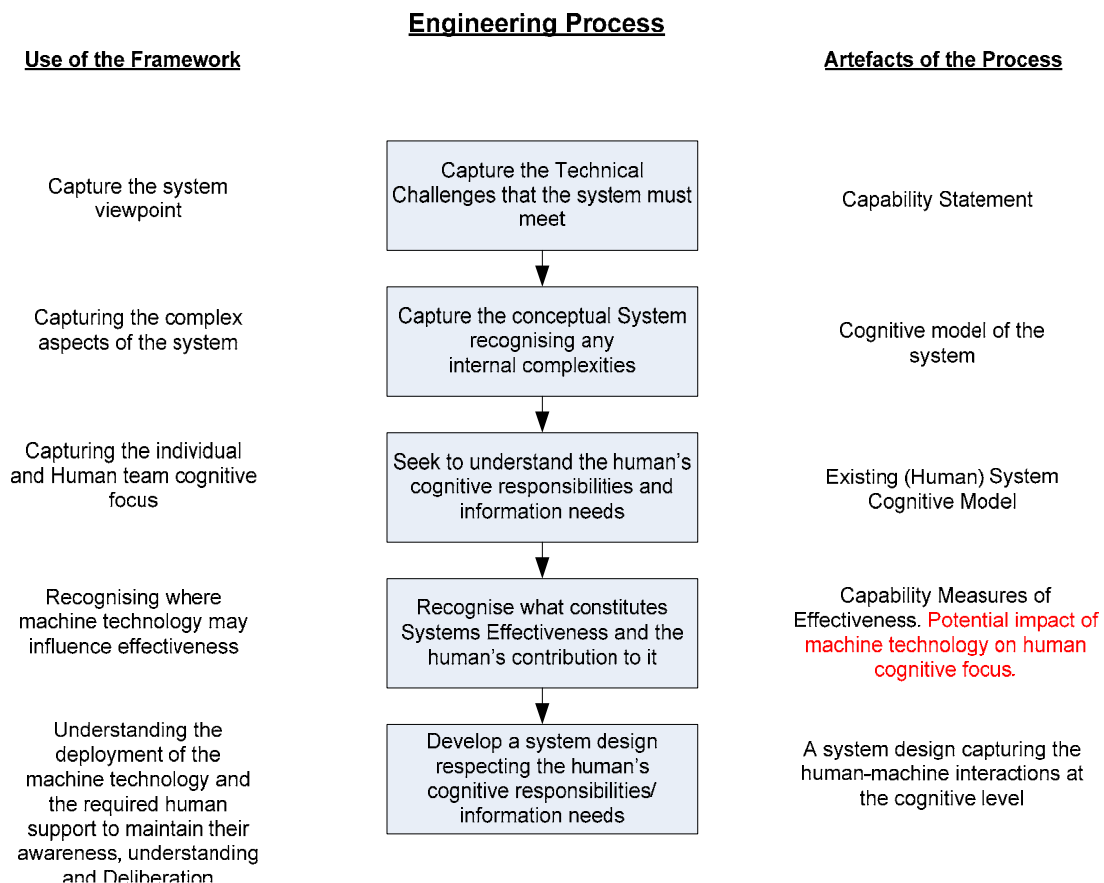 Engineering Process
Use of the Framework
Artefacts of the Process
Capture the system
viewpoint
Capture the Technical
Challenges that the system must
meet
Capability Statement
Capturing the complex
aspects of the system
Capture the conceptual System
recognising any
internal complexities
Cognitive model of the
system
Capturing the individual
and Human team cognitive
focus
Seek to understand the human's
cognitive responsibilities and
information needs
Existing (Human) System
Cognitive Model
Recognising where
machine technology may
influence effectiveness
Recognise what constitutes
Systems Effectiveness and the
human's contribution to it
Capability Measures of
Effectiveness. Potential impact of
machine technology on human
cognitive focus.
Understanding the
deployment of the
machine technology and
the required human
support to maintain their
awareness, understanding
and Deliberation
Develop a system design
respecting the human's
cognitive responsibilities/
information needs
A system design capturing the
human-machine interactions at
the cognitive level